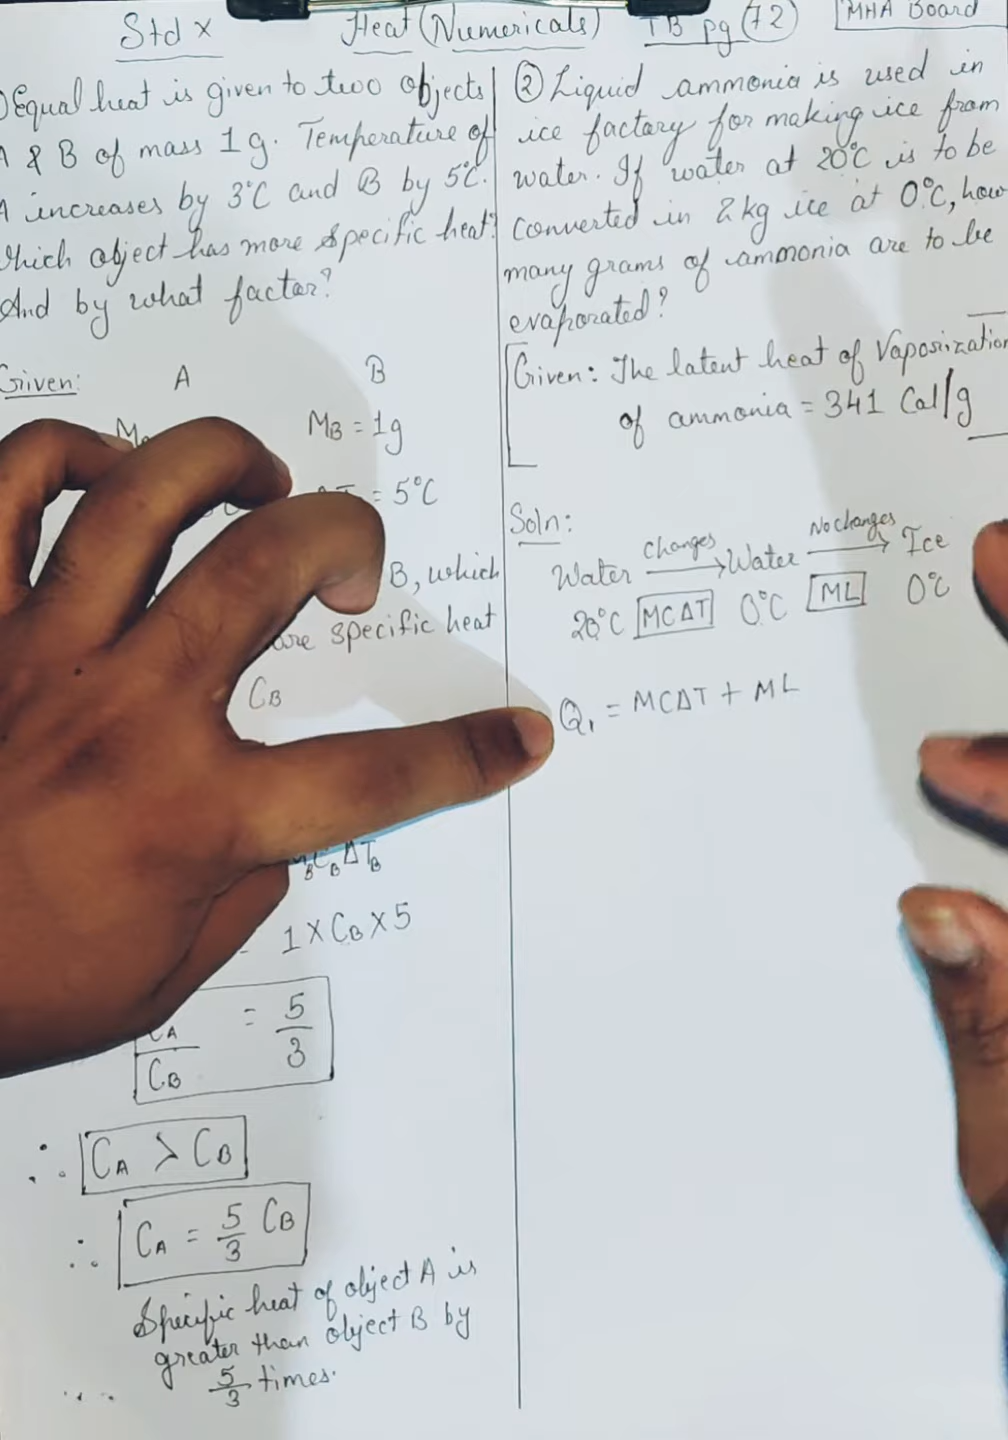 Std x Heat (Numericals) TB pg (72) MHA Board
Equal heat is given to two objects
A & B of mass 1g. Temperature of
A increases by 3°C and B by 5°C.
Which object has more specific heat?
And by what factor?
Given: A B
MB = 1g
= 5°C
B, which
specific heat
CB
BCBΔTB
1 X CB X 5
CA/CB = 5/3
∴ CA > CB
∴ CA = 5/3 CB
Specific heat of object A is
greater than object B by
5/3 times.
② Liquid ammonia is used in
ice factory for making ice from
water. If water at 20°C is to be
converted in 2 kg ice at 0°C, how
many grams of ammonia are to be
evaporated?
Given: The latent heat of Vaporization
of ammonia = 341 Cal/g
Soln:
Water Changes → Water No changes → Ice
20°C MCΔT 0°C ML 0°C
Q1 = MCΔT + ML